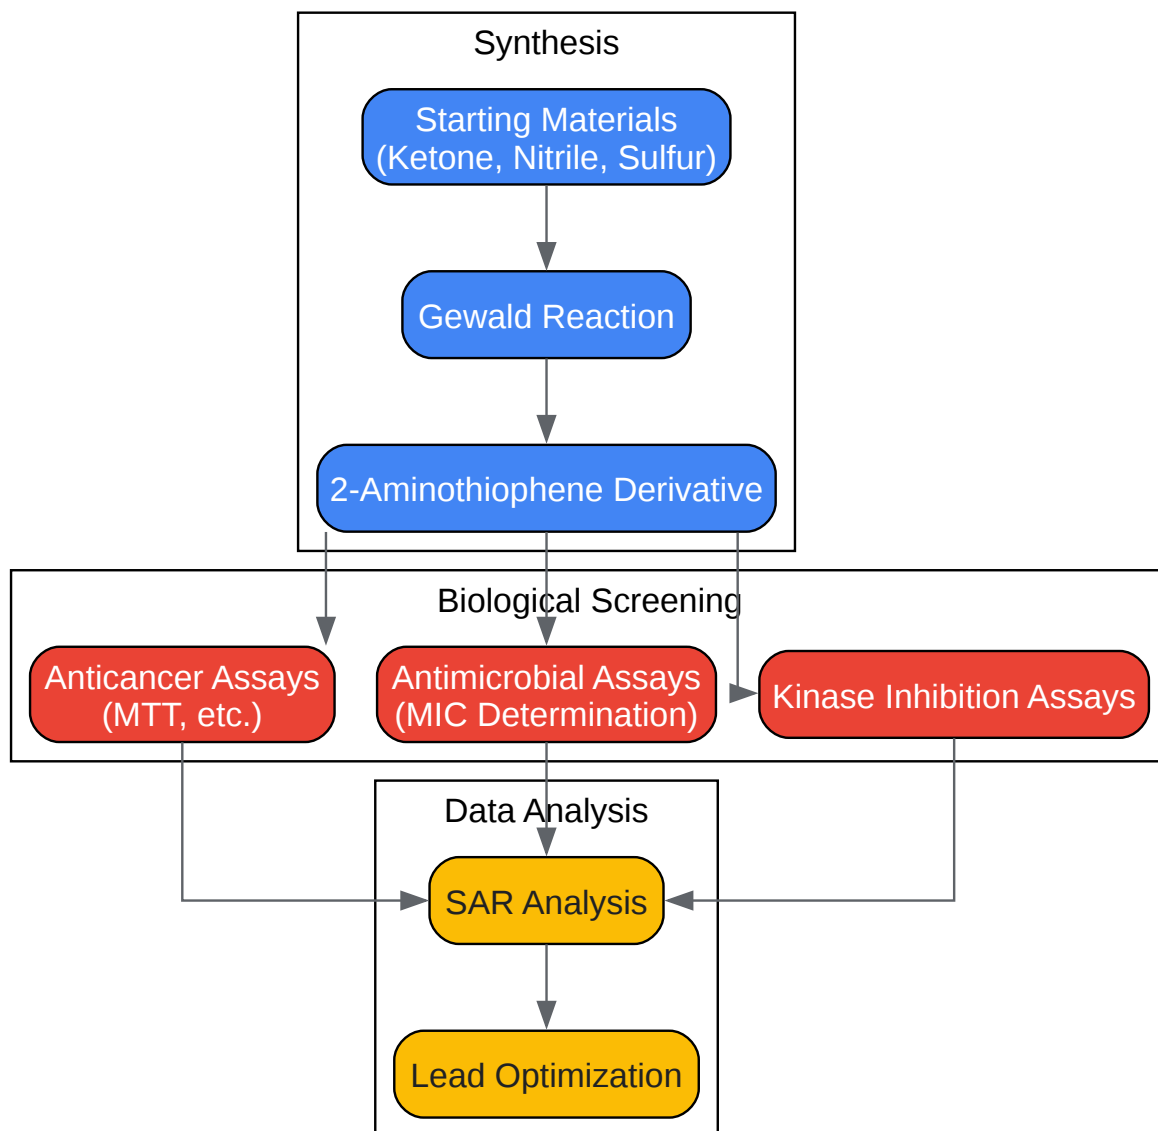 Synthesis
Starting Materials
(Ketone, Nitrile, Sulfur)
Gewald Reaction
2-Aminothiophene Derivative
Biological Screening
Anticancer Assays
(MTT, etc.)
Antimicrobial Assays
(MIC Determination)
Kinase Inhibition Assays
Data Analysis
SAR Analysis
Lead Optimization